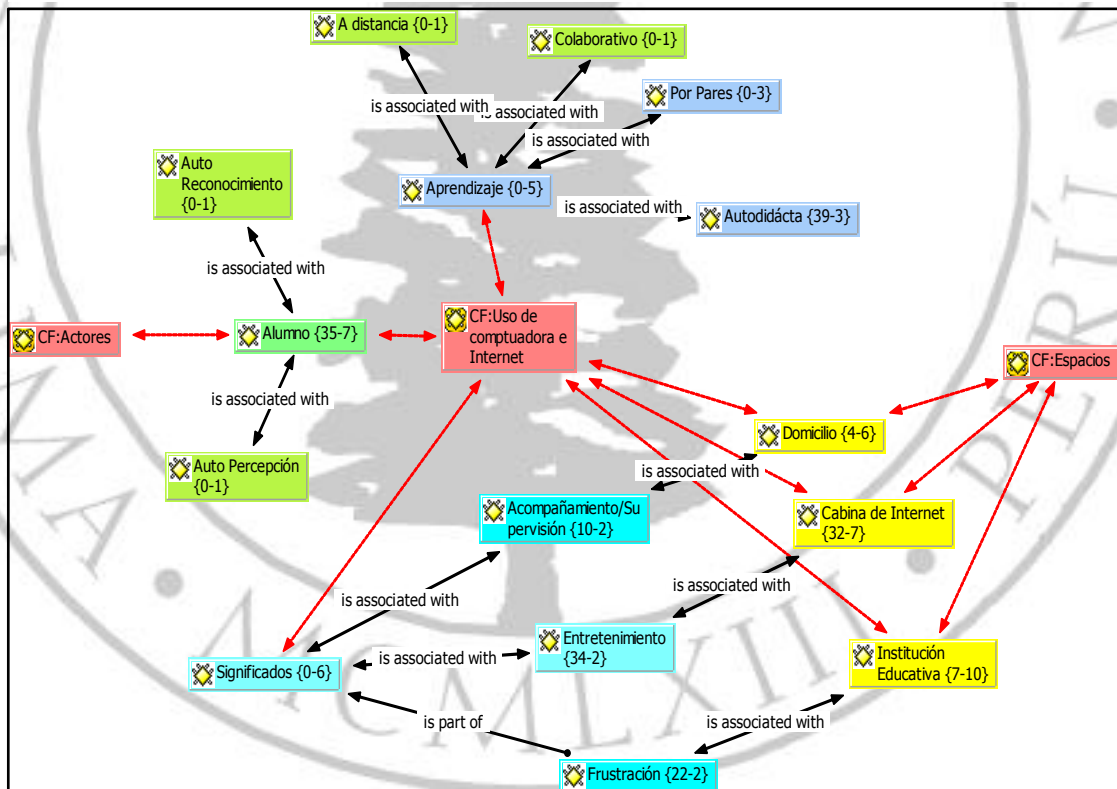 A distancia {0-1}
Colaborativo {0-1}
Por Pares {0-3}
is associated with
is associated with
is associated with
Auto
Reconocimiento
{0-1}
Aprendizaje {0-5}
is associated with
Autodidácta {39-3}
is associated with
CF:Uso de
comptuadora e
Internet
CF:Actores
Alumno {35-7}
CF:Espacios
is associated with
Domicilio {4-6}
Auto Percepción
{0-1}
is associated with
Acompañamiento/Su
pervisión {10-2}
Cabina de Internet
{32-7}
is associated with
is associated with
Entretenimiento
{34-2}
Institución
Educativa {7-10}
is associated with
Significados {0-6}
is part of
is associated with
Frustración {22-2}
MCMLXIII
PERÚ